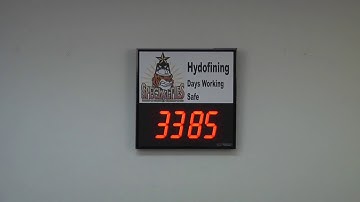 Hydofining
Days Working
Safe
3385